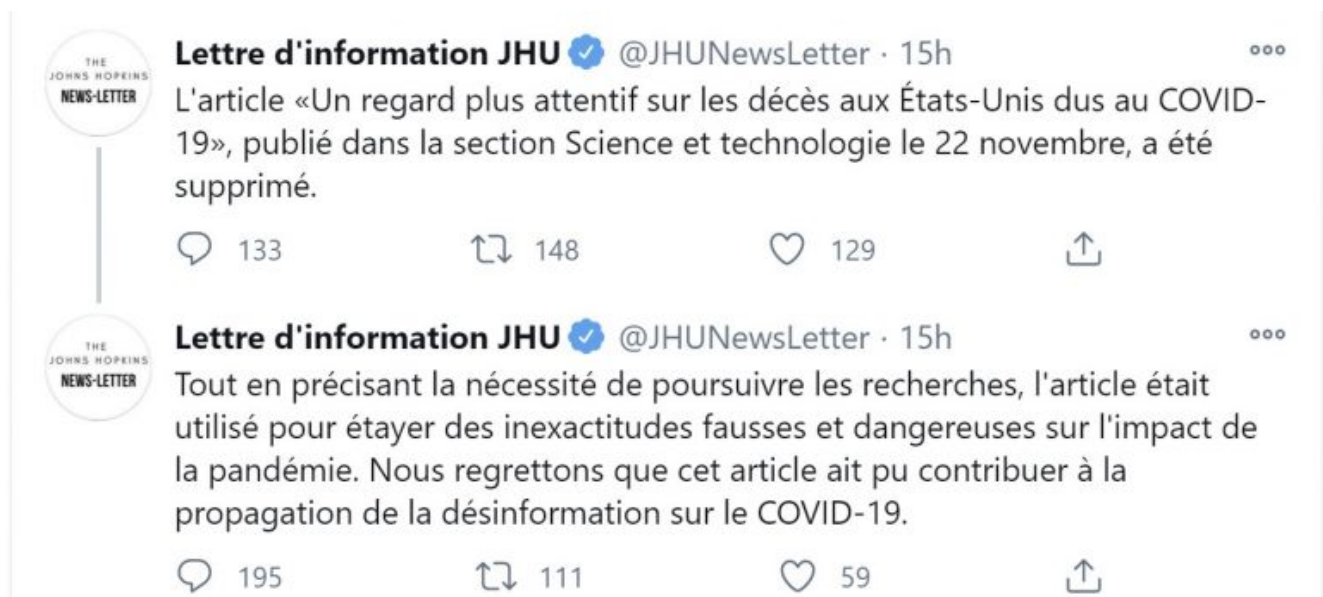 THE
JOHNS HOPKINS
NEWS-LETTER
Lettre d'information JHU @JHUNewsLetter · 15h
L'article «Un regard plus attentif sur les décès aux États-Unis dus au COVID-
19», publié dans la section Science et technologie le 22 novembre, a été
supprimé.
133 148 129
THE
JOHNS HOPKINS
NEWS-LETTER
Lettre d'information JHU @JHUNewsLetter · 15h
Tout en précisant la nécessité de poursuivre les recherches, l'article était
utilisé pour étayer des inexactitudes fausses et dangereuses sur l'impact de
la pandémie. Nous regrettons que cet article ait pu contribuer à la
propagation de la désinformation sur le COVID-19.
195 111 59